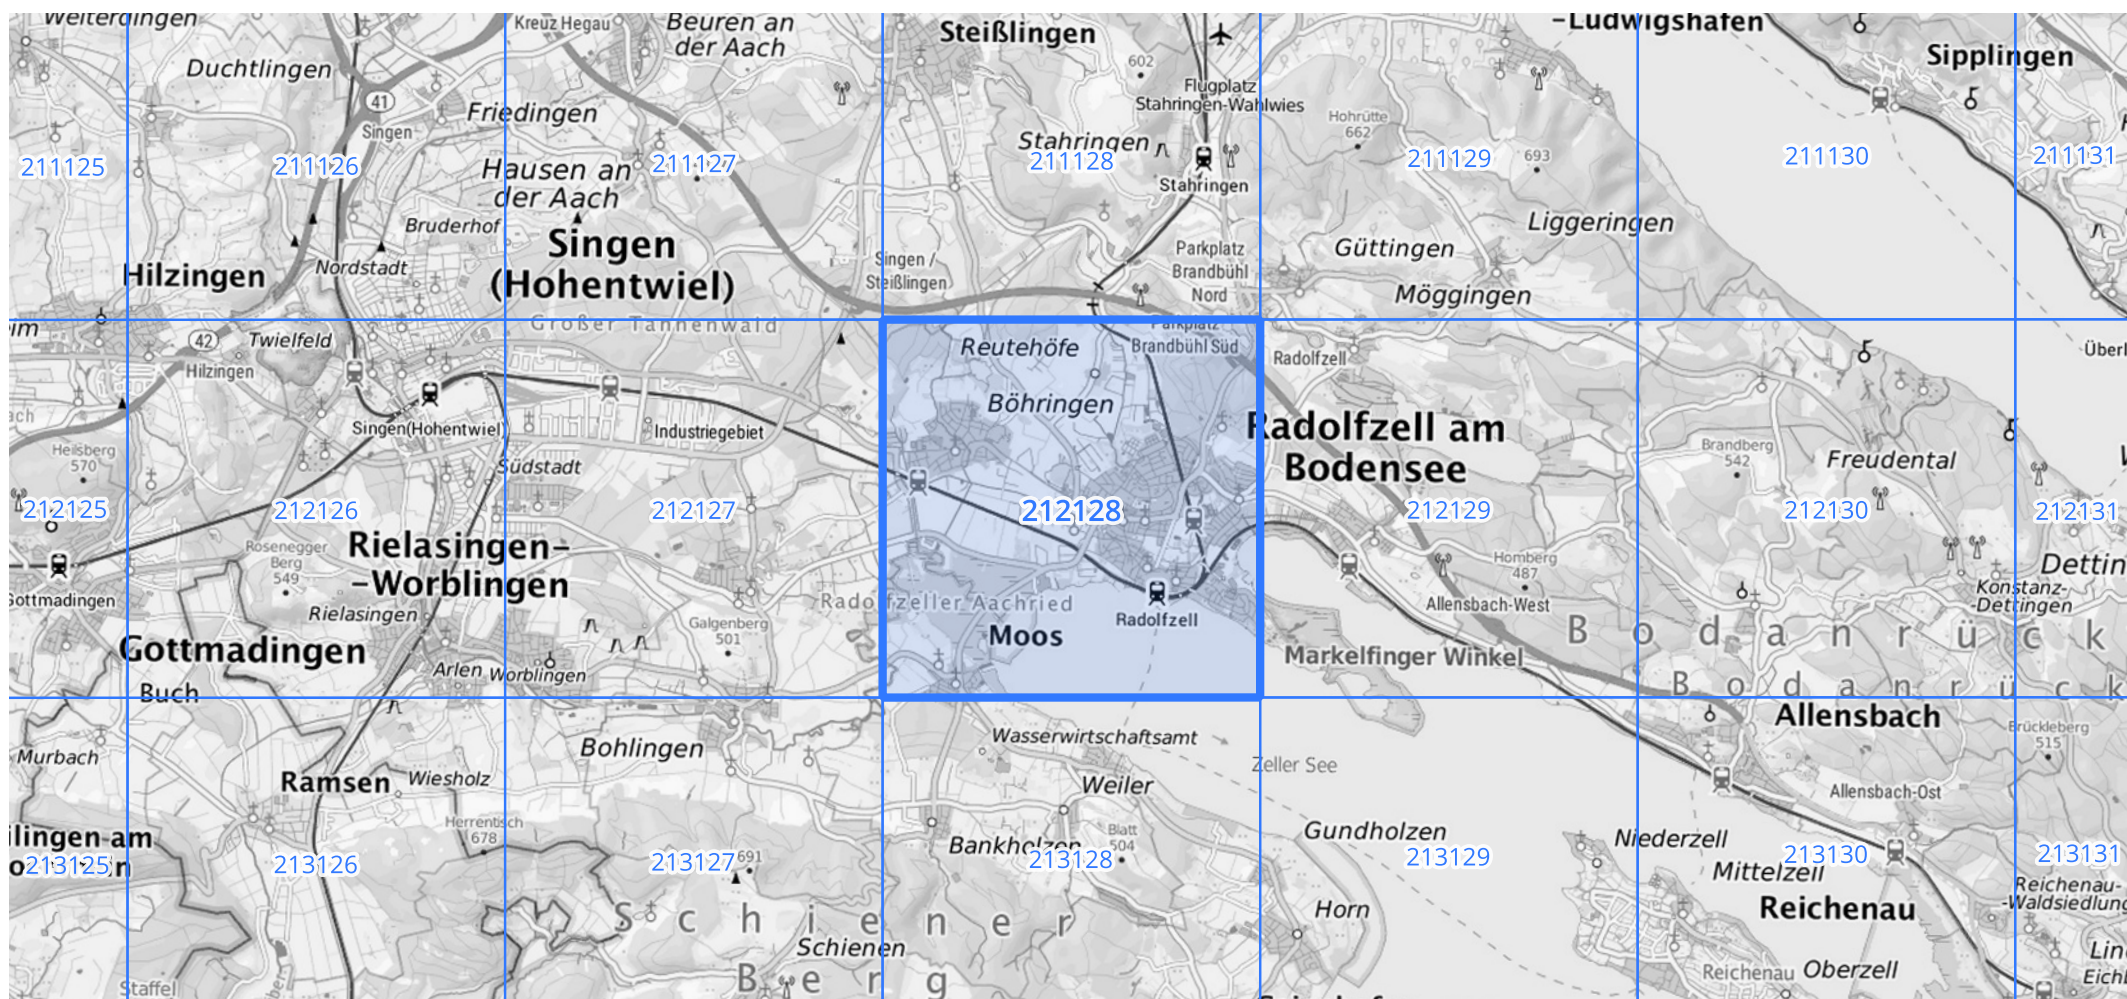 Weiterdingen
Kreuz Hegau
Beuren an
der Aach
Steißlingen
-Ludwigshafen
Sipplingen
Duchtlingen
41
Singen
Friedingen
602
Flugplatz
Stahringen-Wahlwies
Hohrütte
662
693
211125
211126
Hausen an
der Aach
211127
Stahringen
211128
Stahringen
211129
211130
211131
Bruderhof
Nordstadt
Hilzingen
Singen
(Hohentwiel)
Singen /
Steißlingen
Parkplatz
Brandbühl
Nord
Güttingen
Liggeringen
Möggingen
42
Hilzingen
Twielfeld
Großer Tannenwald
Reutehöfe
Parkplatz
Brandbühl Süd
Radolfzell
Böhringen
Singen(Hohentwiel)
Industriegebiet
Radolfzell am
Bodensee
Heilsberg
570
Südstadt
Brandberg
542
Freudental
212125
212126
212127
212128
212129
212130
212131
Gottmadingen
Rosenegger
Berg
549
Rielasingen-
-Worblingen
Rielasingen
Homberg
487
Allensbach-West
Konstanz-
-Dettingen
Dettin
Radolfzeller Aachried
Radolfzell
Galgenberg
501
Moos
Bodanrück
Gottmadingen
Arlen
Worblingen
Markelfinger Winkel
Bodanrück
Buch
Murbach
Bohlingen
Wasserwirtschaftsamt
Zeller See
Allensbach
Brückleberg
515
Ramsen
Wiesholz
Weiler
Allensbach-Ost
Herrentisch
678
Bankholzen
Blatt
504
Gundholzen
Niederzell
ilingen am
213125
213126
213127
691
213128
213129
213130
213131
Mittelzell
Reichenau
Reichenau-
-Waldsiedlung
Schiener
Berg
Schienen
Horn
Staffel
Reichenau
Oberzell
Lin
Eichl